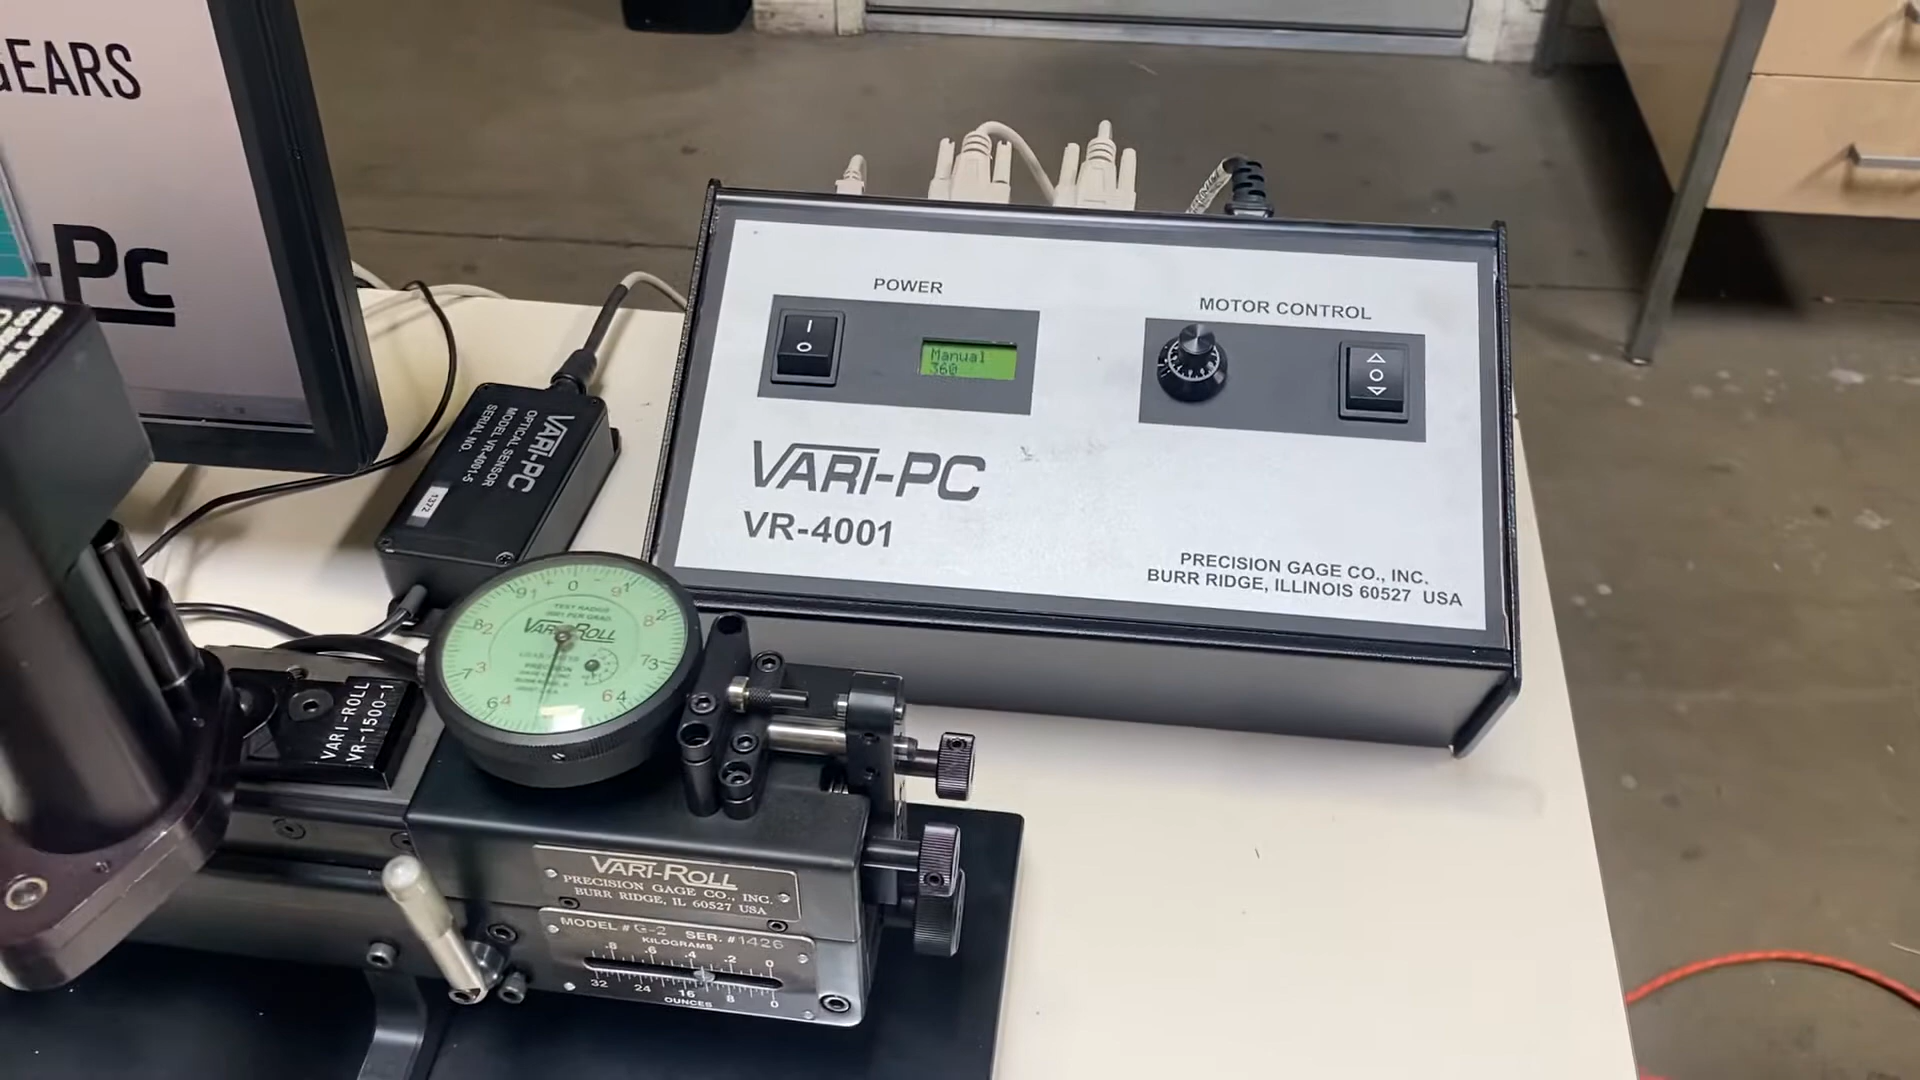 GEARS
-Pc
POWER
I
O
Manual
360
MOTOR CONTROL
O
VARI-PC
VR-4001
PRECISION GAGE CO., INC.
BURR RIDGE, ILLINOIS 60527 USA
VARI-PC
OPTICAL SENSOR
MODEL VR-4001-5
SERIAL NO.
1372
TEST RADIUS
VARI-ROLL
VARI-ROLL
VR-1500-1
VARI-ROLL
PRECISION GAGE CO., INC.
BURR RIDGE, IL 60527 USA
MODEL # G-2 SER. # 1426
KILOGRAMS
.8 .6 .4 .2 0
32 24 16 8 0
OUNCES